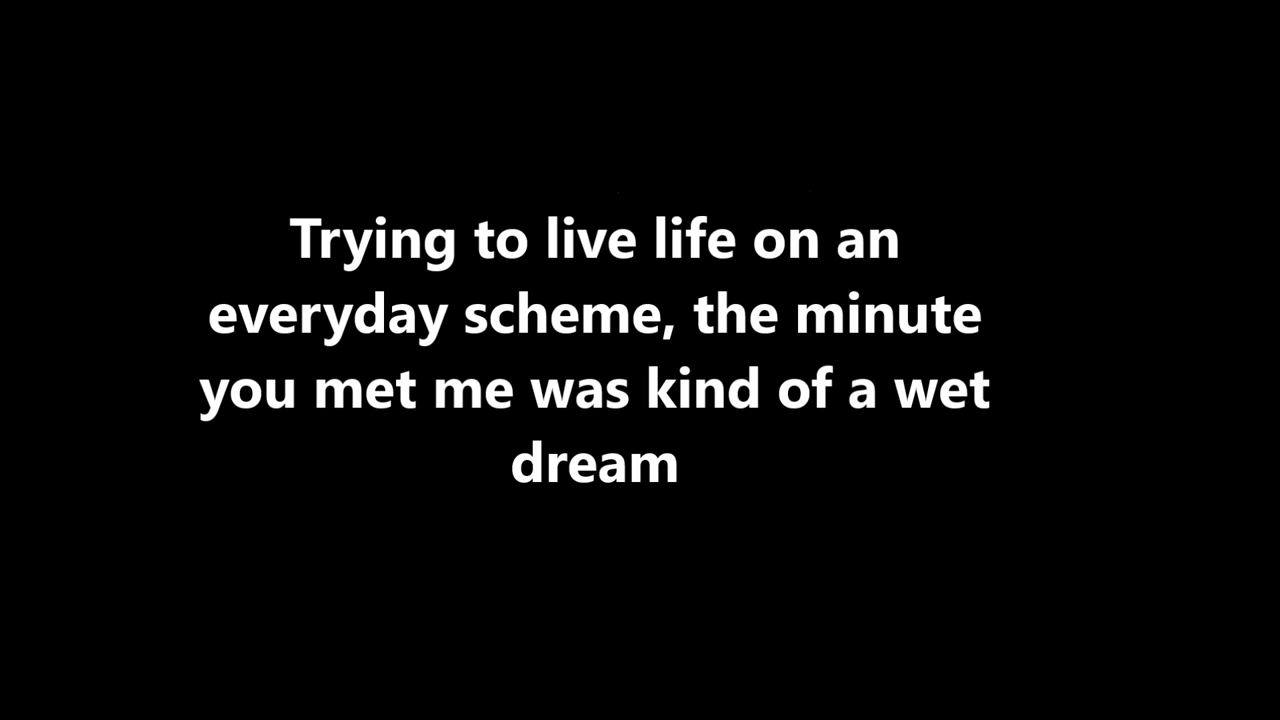 Trying to live life on an
everyday scheme, the minute
you met me was kind of a wet
dream